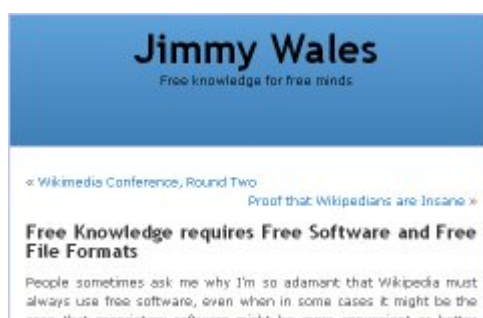 Jimmy Wales
Free knowledge for free minds
« Wikimedia Conference, Round Two
Proof that Wikipedians are Insane »
Free Knowledge requires Free Software and Free
File Formats
People sometimes ask me why I'm so adamant that Wikipedia must
always use free software, even when in some cases it might be the